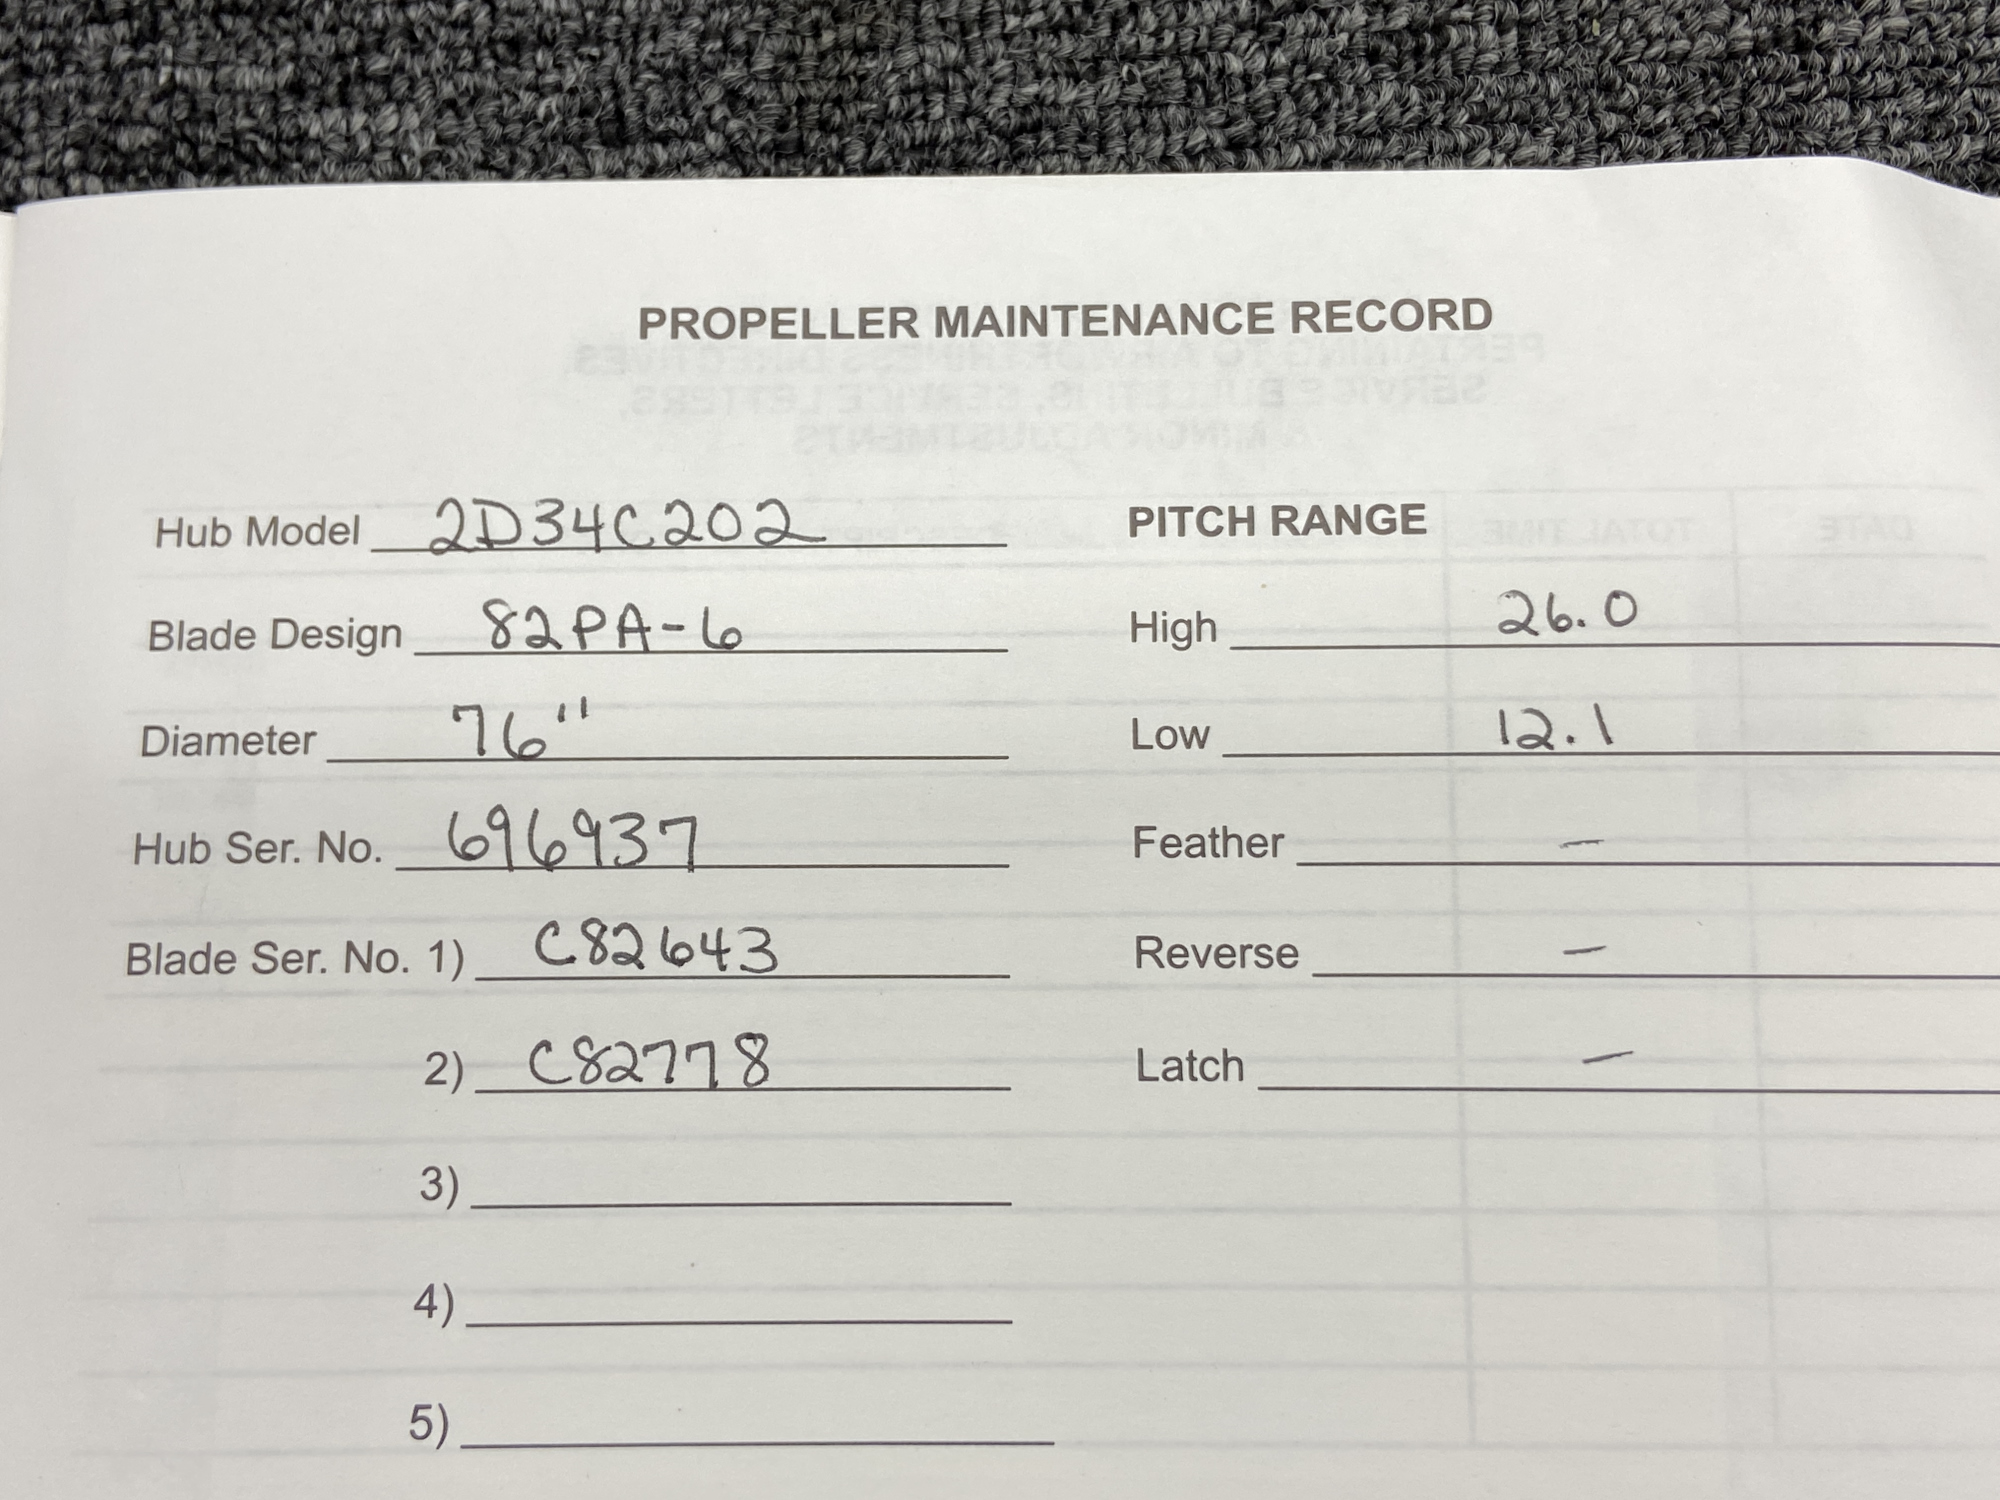 PROPELLER MAINTENANCE RECORD
Hub Model 2D34C202
Blade Design 82PA-6
Diameter 76"
Hub Ser. No. 696937
Blade Ser. No. 1) C82643
2) C82778
3)
4)
5)
PITCH RANGE
High 26.0
Low 12.1
Feather –
Reverse –
Latch –